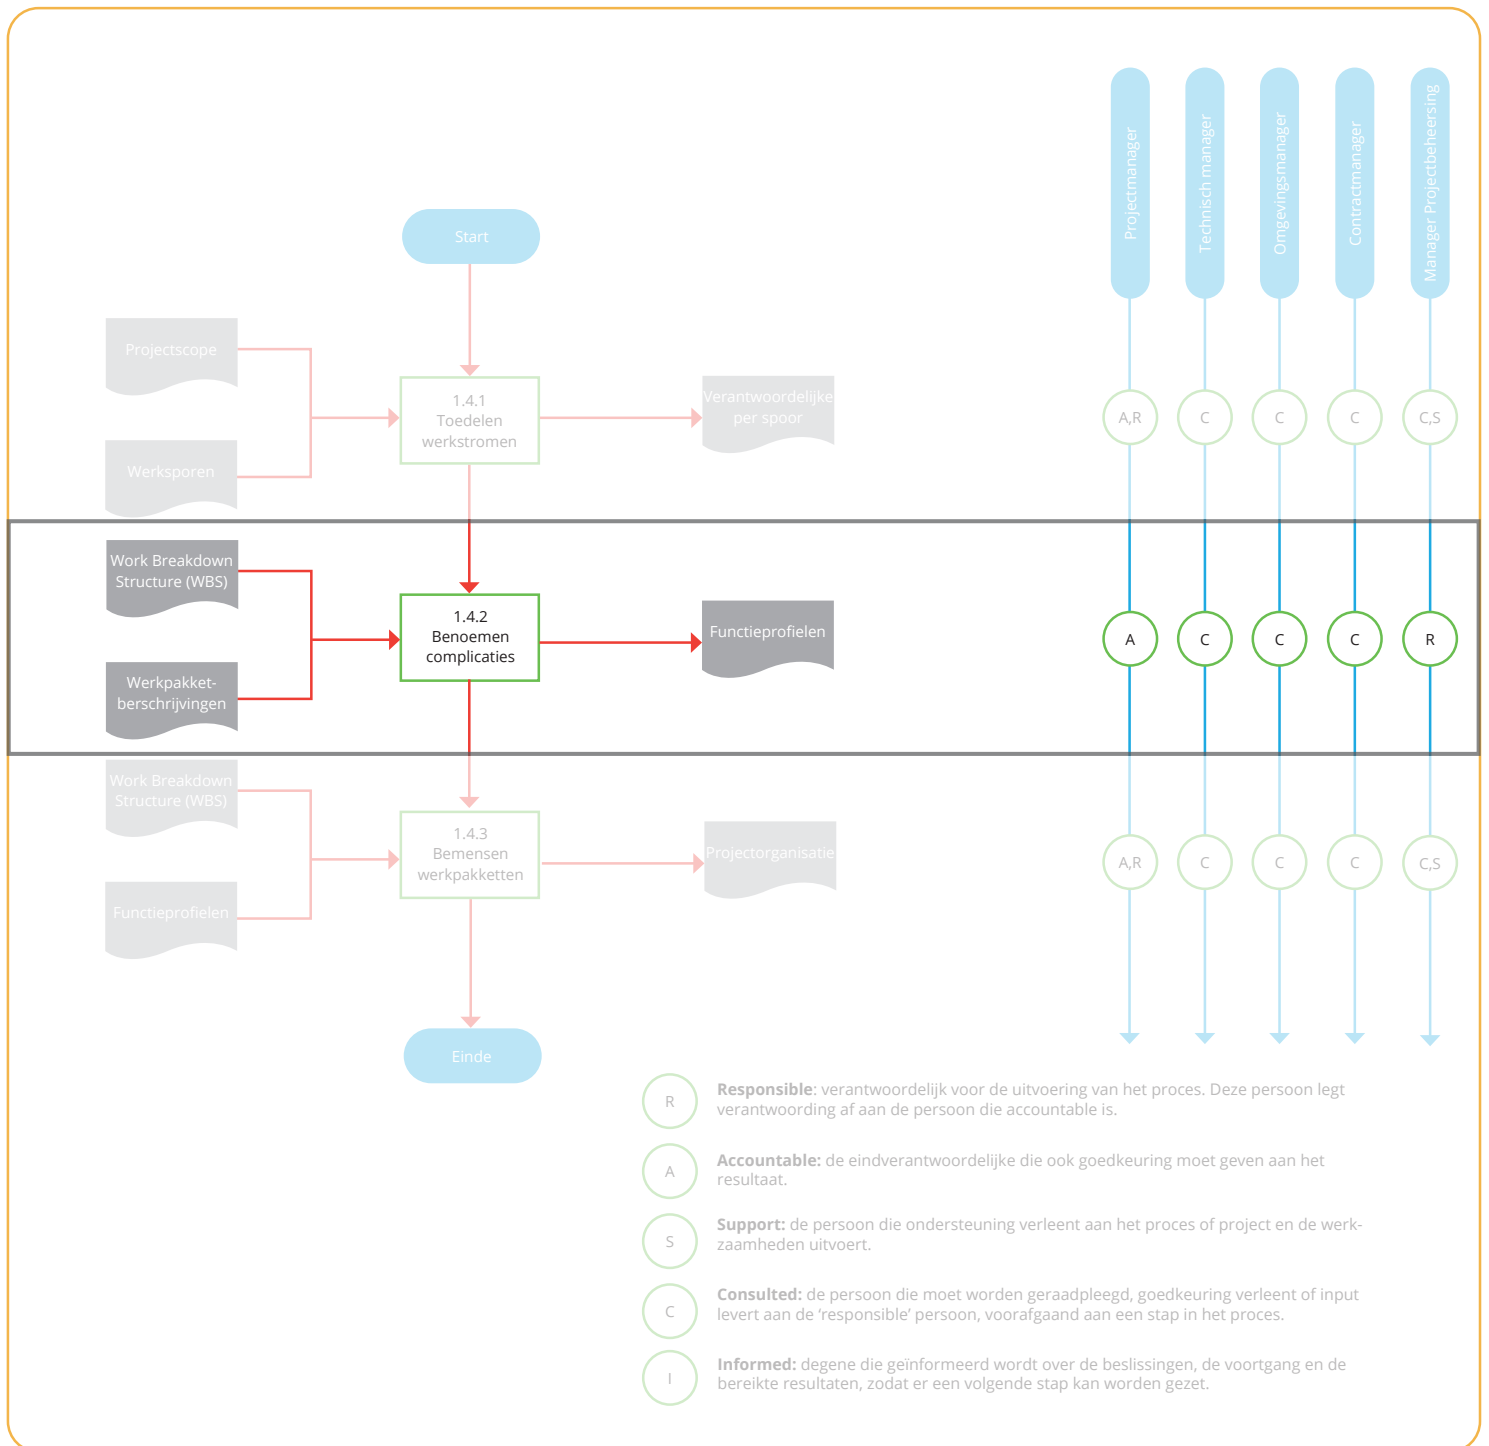 Projectmanager
Technisch manager
Omgevingsmanager
Contractmanager
Manager Projectbeheersing
Start
Projectscope
Werksporen
1.4.1
Toedelen
werkstromen
Verantwoordelijke
per spoor
A,R
C
C
C
C,S
Work Breakdown
Structure (WBS)
Werkpakket-
berschrijvingen
1.4.2
Benoemen
complicaties
Functieprofielen
A
C
C
C
R
Work Breakdown
Structure (WBS)
Functieprofielen
1.4.3
Bemensen
werkpakketten
Projectorganisatie
A,R
C
C
C
C,S
Einde
R
Responsible: verantwoordelijk voor de uitvoering van het proces. Deze persoon legt
verantwoording af aan de persoon die accountable is.
A
Accountable: de eindverantwoordelijke die ook goedkeuring moet geven aan het
resultaat.
S
Support: de persoon die ondersteuning verleent aan het proces of project en de werk-
zaamheden uitvoert.
C
Consulted: de persoon die moet worden geraadpleegd, goedkeuring verleent of input
levert aan de ‘responsible’ persoon, voorafgaand aan een stap in het proces.
I
Informed: degene die geïnformeerd wordt over de beslissingen, de voortgang en de
bereikte resultaten, zodat er een volgende stap kan worden gezet.